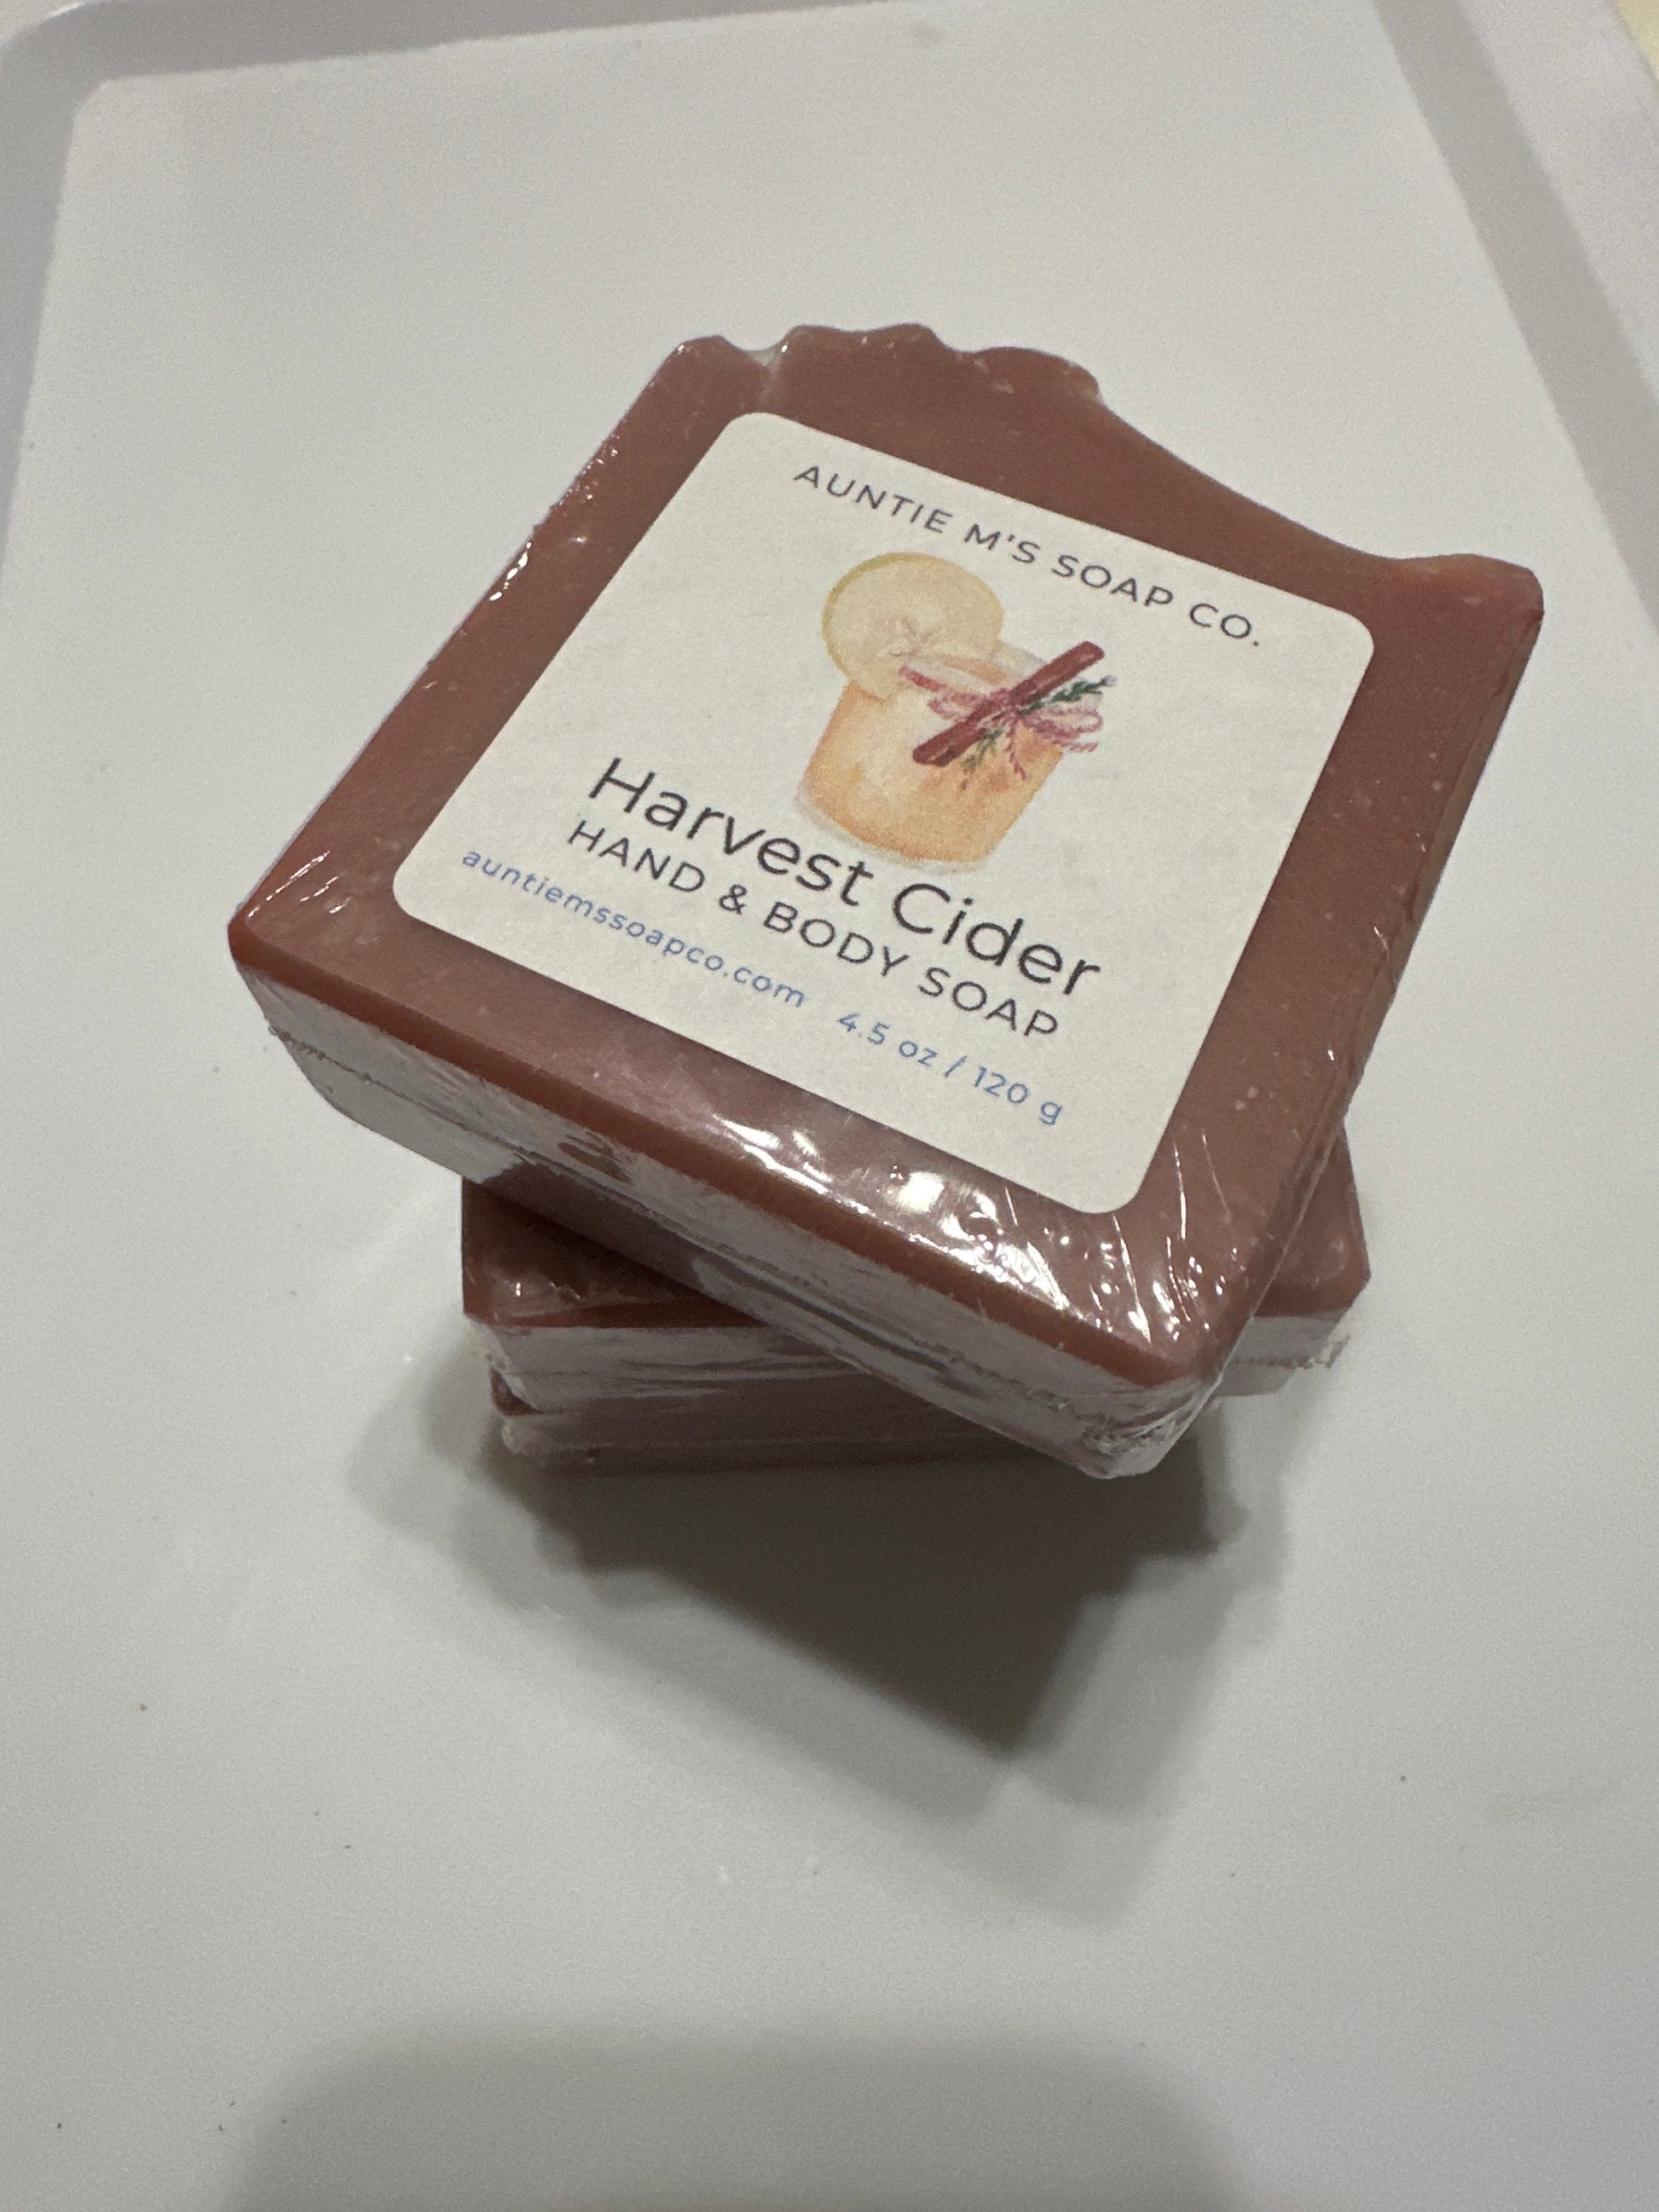 AUNTIE M'S SOAP CO.
Harvest Cider
HAND & BODY SOAP
auntiemssoapco.com 4.5 oz / 120 g